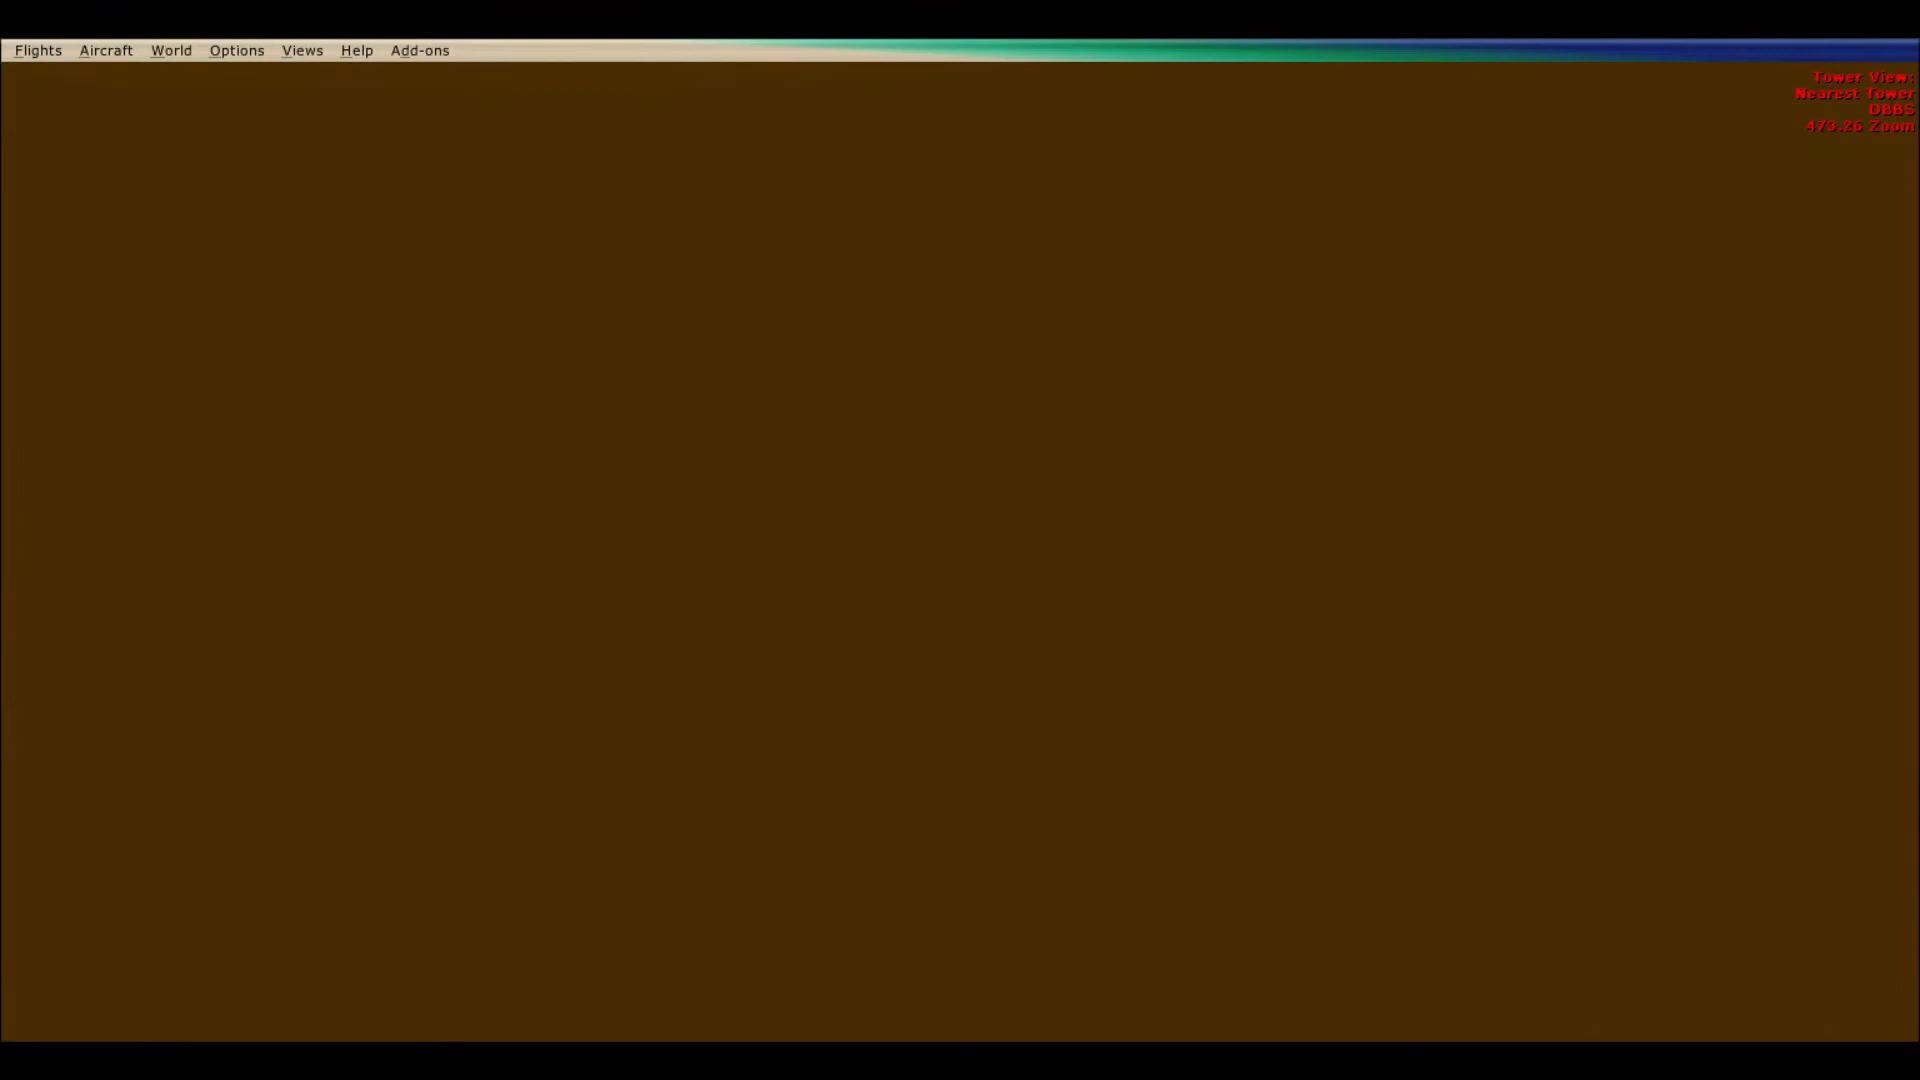 Flights Aircraft World Options Views Help Add-ons
Tower View:
Nearest Tower
DBBS
473.26 Zoom